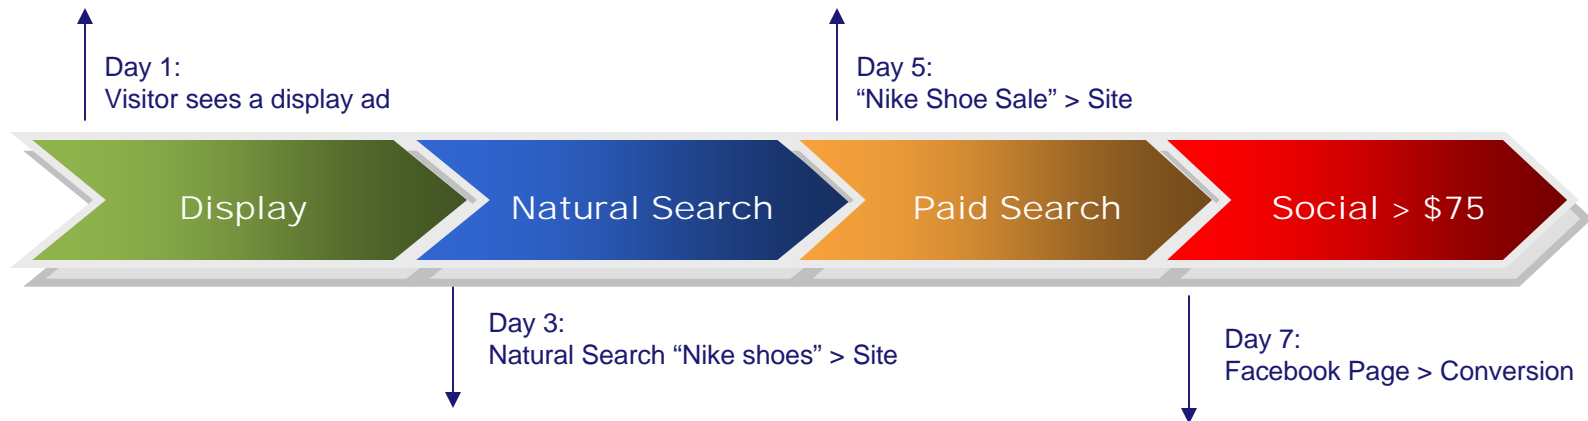 Day 1:
Visitor sees a display ad
Day 5:
“Nike Shoe Sale” > Site
Display
Natural Search
Paid Search
Social > $75
Day 3:
Natural Search “Nike shoes” > Site
Day 7:
Facebook Page > Conversion